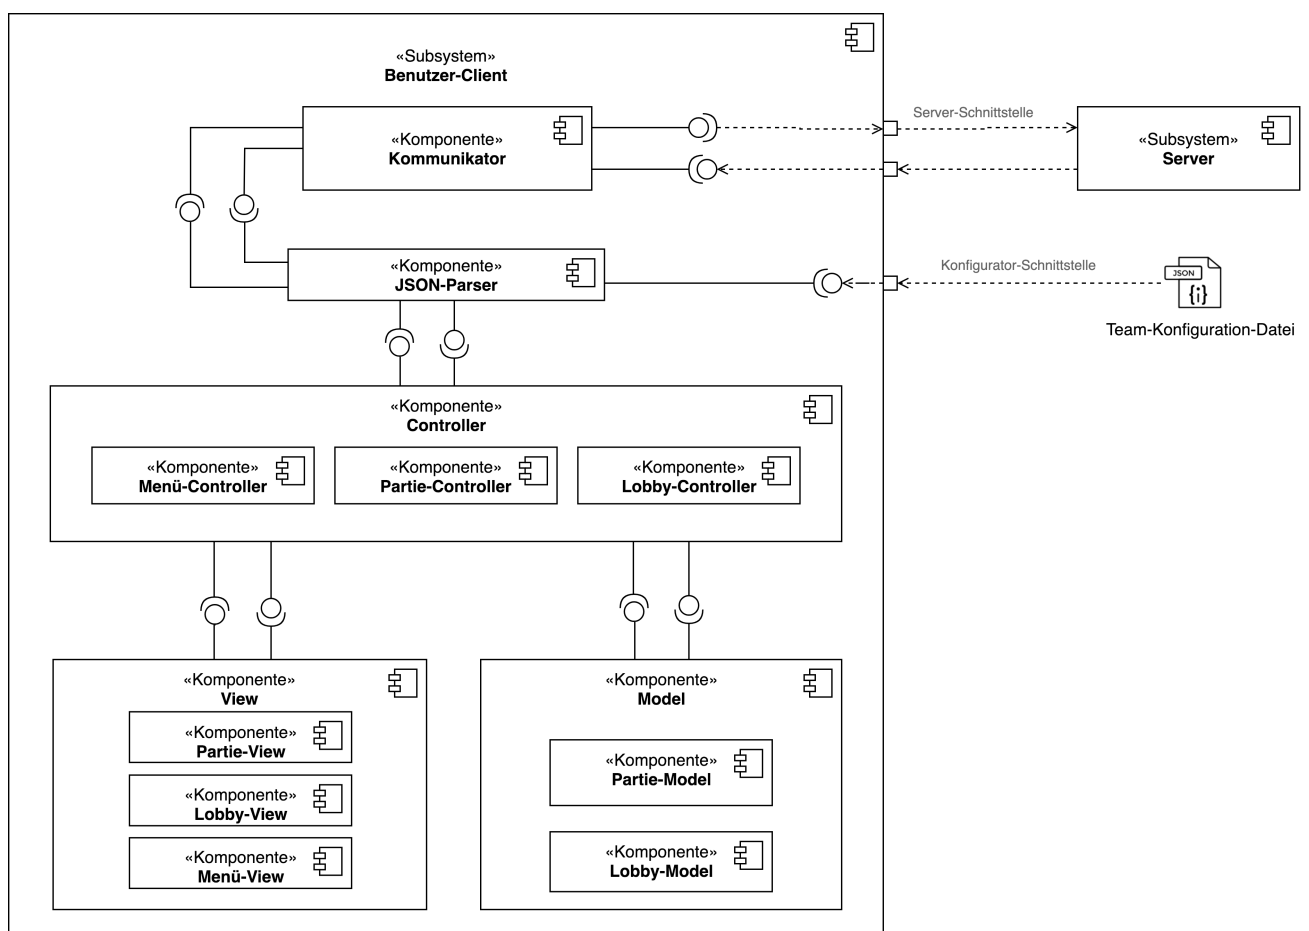 «Subsystem»
Benutzer-Client
«Komponente»
Kommunikator
Server-Schnittstelle
«Subsystem»
Server
«Komponente»
JSON-Parser
Konfigurator-Schnittstelle
JSON
{i}
Team-Konfiguration-Datei
«Komponente»
Controller
«Komponente»
Menü-Controller
«Komponente»
Partie-Controller
«Komponente»
Lobby-Controller
«Komponente»
View
«Komponente»
Partie-View
«Komponente»
Lobby-View
«Komponente»
Menü-View
«Komponente»
Model
«Komponente»
Partie-Model
«Komponente»
Lobby-Model